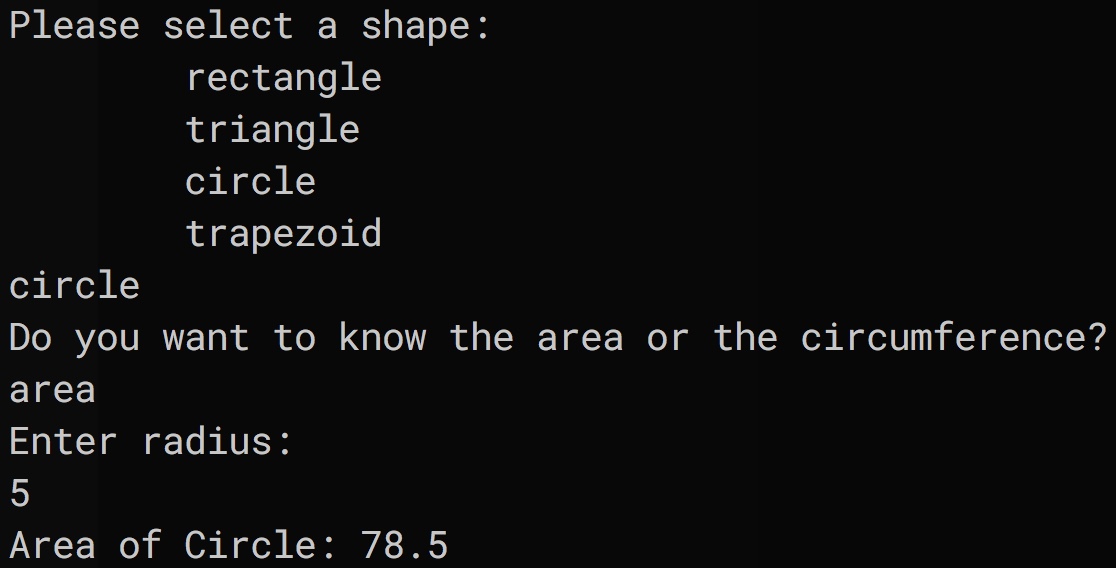 Please select a shape:
rectangle
triangle
circle
trapezoid
circle
Do you want to know the area or the circumference?
area
Enter radius:
5
Area of Circle: 78.5